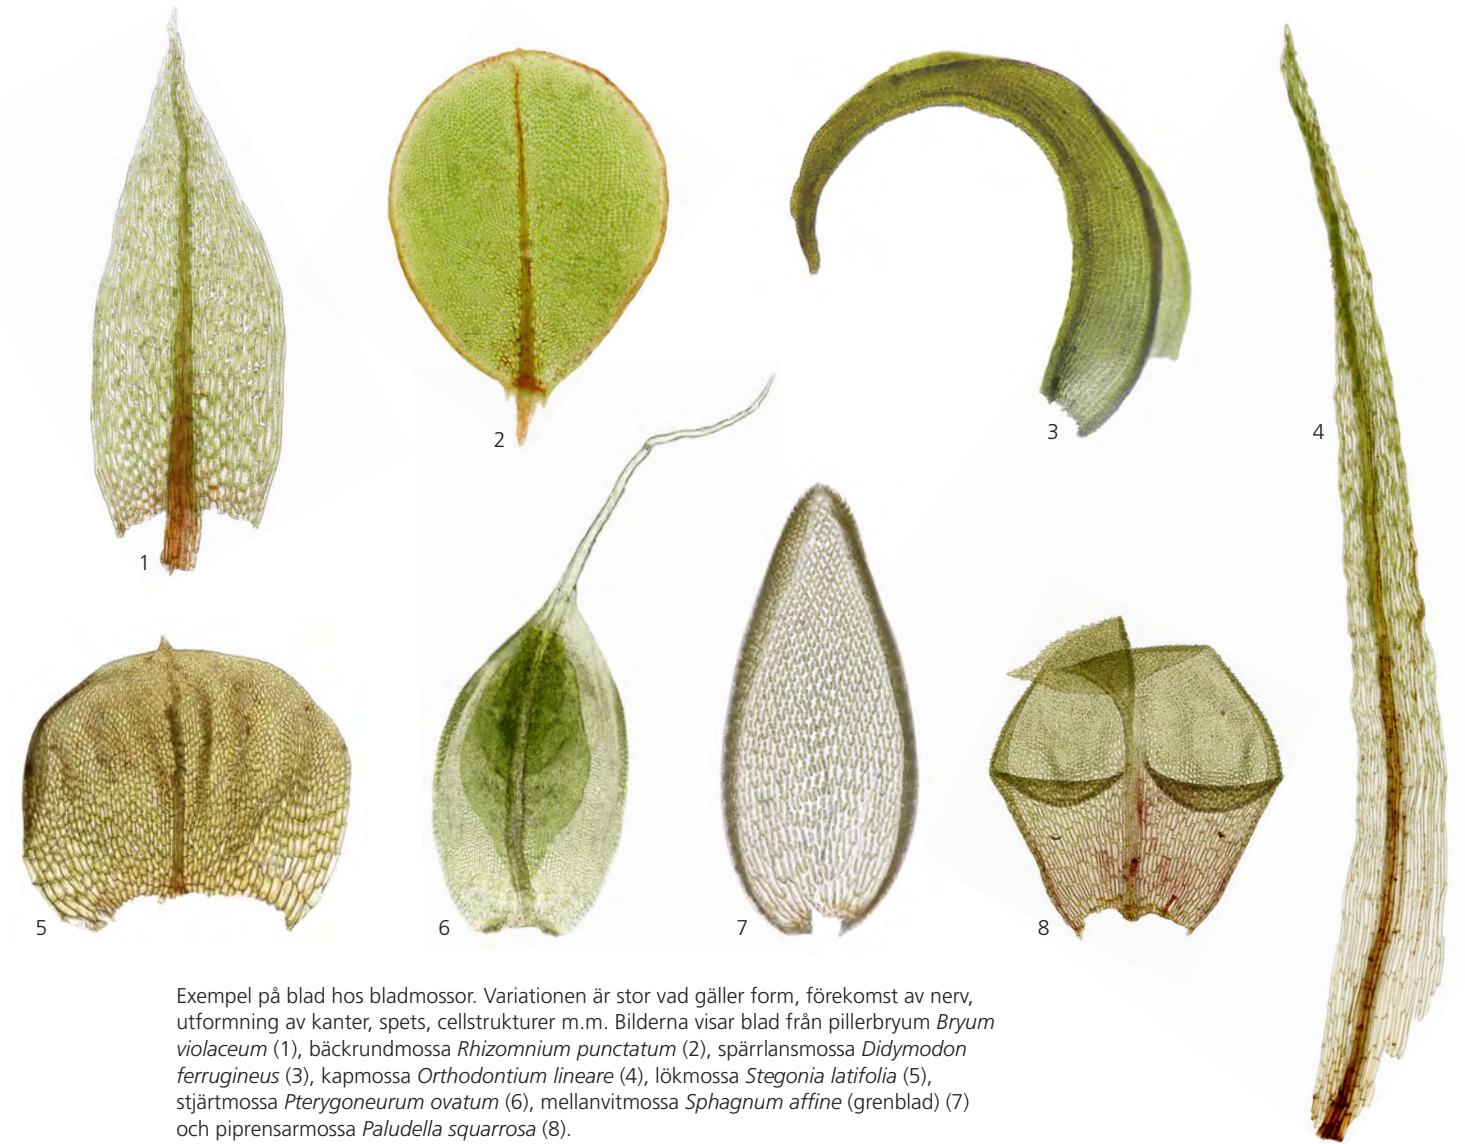 1
2
3
4
5
6
7
8
Exempel på blad hos bladmossor. Variationen är stor vad gäller form, förekomst av nerv,
utformning av kanter, spets, cellstrukturer m.m. Bilderna visar blad från pillerbryum Bryum
violaceum (1), bäckrundmossa Rhizomnium punctatum (2), spärrlansmossa Didymodon
ferrugineus (3), kapmossa Orthodontium lineare (4), lökmossa Stegonia latifolia (5),
stjärtmossa Pterygoneurum ovatum (6), mellanvitmossa Sphagnum affine (grenblad) (7)
och piprensarmossa Paludella squarrosa (8).